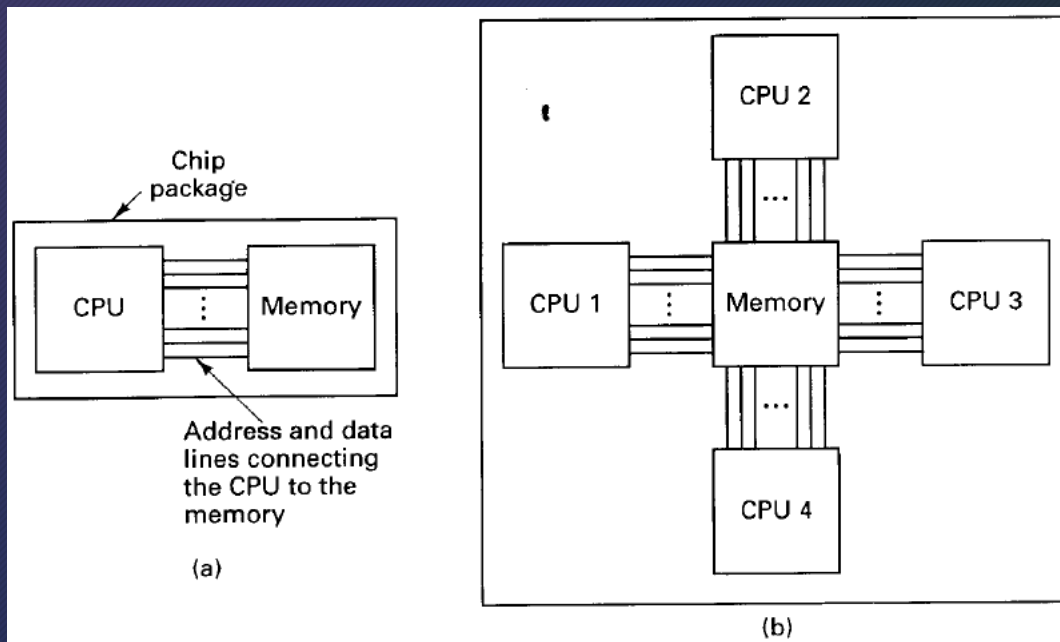 Chip
package
CPU
Memory
Address and data
lines connecting
the CPU to the
memory
(a)
CPU 2
CPU 1
Memory
CPU 3
CPU 4
(b)